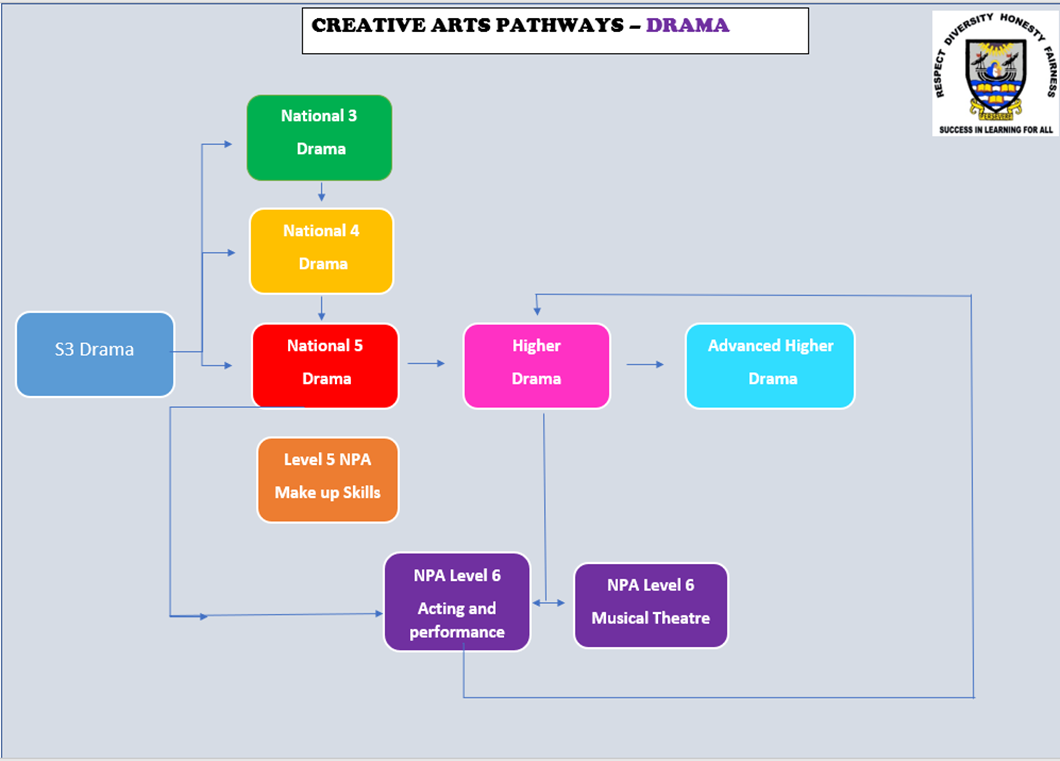 CREATIVE ARTS PATHWAYS – DRAMA
RESPECT DIVERSITY HONESTY FAIRNESS
SUCCESS IN LEARNING FOR ALL
National 3
Drama
National 4
Drama
S3 Drama
National 5
Drama
Higher
Drama
Advanced Higher
Drama
Level 5 NPA
Make up Skills
NPA Level 6
Acting and
performance
NPA Level 6
Musical Theatre